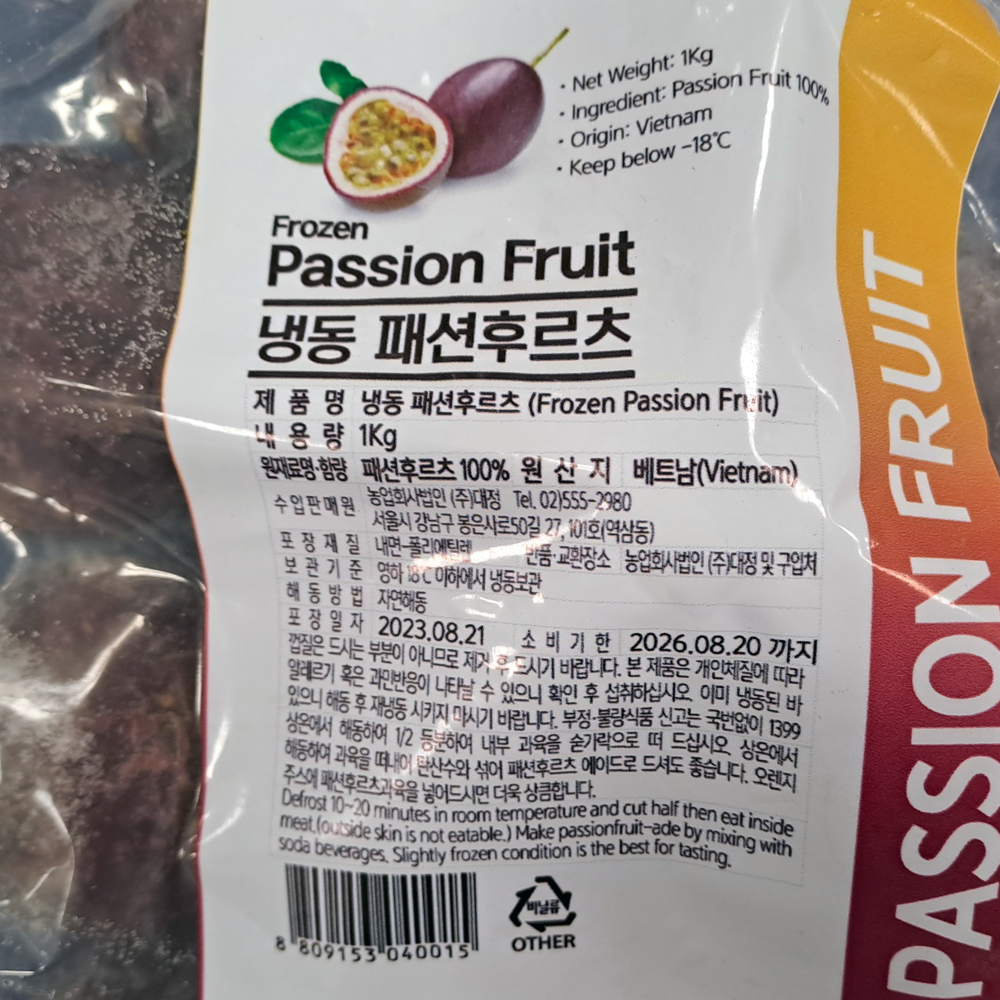 · Net Weight: 1Kg
· Ingredient: Passion Fruit 100%
· Origin: Vietnam
· Keep below -18℃
Frozen
Passion Fruit
냉동 패션후르츠
제 품 명 냉동 패션후르츠 (Frozen Passion Fruit)
내 용 량 1Kg
원재료명·함량 패션후르츠 100% 원 산 지 베트남(Vietnam)
수입판매원 농업회사법인 (주)대정 Tel. 02)555-2980
서울시 강남구 봉은사로50길 27, 101호(역삼동)
포장재질 내면-폴리에틸렌 반품·교환장소 농업회사법인 (주)대정 및 구입처
보관기준 영하 18℃ 이하에서 냉동보관
해동방법 자연해동
포장일자 2023.08.21 소비기한 2026.08.20 까지
껍질은 드시는 부분이 아니므로 제거 후 드시기 바랍니다. 본 제품은 개인체질에 따라
알레르기 혹은 과민반응이 나타날 수 있으니 확인 후 섭취하십시오. 이미 냉동된 바
있으니 해동 후 재냉동 시키지 마시기 바랍니다. 부정·불량식품 신고는 국번없이 1399
상온에서 해동하여 1/2 등분하여 내부 과육을 숟가락으로 떠 드십시오. 상온에서
해동하여 과육을 떠내어 탄산수와 섞어 패션후르츠 에이드로 드셔도 좋습니다. 오렌지
주스에 패션후르츠과육을 넣어드시면 더욱 상큼합니다.
Defrost 10~20 minutes in room temperature and cut half then eat inside
meat.(outside skin is not eatable.) Make passionfruit-ade by mixing with
soda beverages. Slightly frozen condition is the best for tasting.
8 809153 040015
비닐류
OTHER
PASSION FRUIT